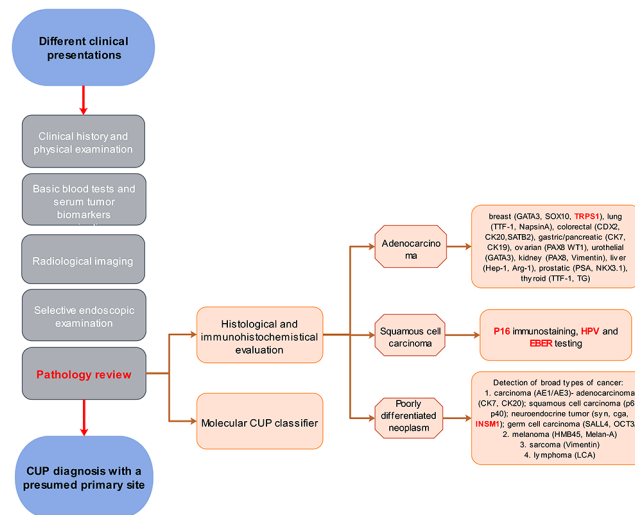 Different clinical
presentations
Clinical history and
physical examination
Basic blood tests and
serum tumor
biomarkers
Radiological imaging
Selective endoscopic
examination
Pathology review
CUP diagnosis with a
presumed primary site
Histological and
immunohistochemical
evaluation
Molecular CUP classifier
Adenocarcino
ma
Squamous cell
carcinoma
Poorly
differentiated
neoplasm
breast (GATA3, SOX10, TRPS1), lung
(TTF-1, NapsinA), colorectal (CDX2,
CK20,SATB2), gastric/pancreatic (CK7,
CK19), ovarian (PAX8 WT1), urothelial
(GATA3), kidney (PAX8, Vimentin), liver
(Hep-1, Arg-1), prostatic (PSA, NKX3.1),
thyroid (TTF-1, TG)
P16 immunostaining, HPV and
EBER testing
Detection of broad types of cancer:
1. carcinoma (AE1/AE3)- adenocarcinoma
(CK7, CK20); squamous cell carcinoma (p6
p40); neuroendocrine tumor (syn, cga,
INSM1); germ cell carcinoma (SALL4, OCT3
2. melanoma (HMB45, Melan-A)
3. sarcoma (Vimentin)
4. lymphoma (LCA)